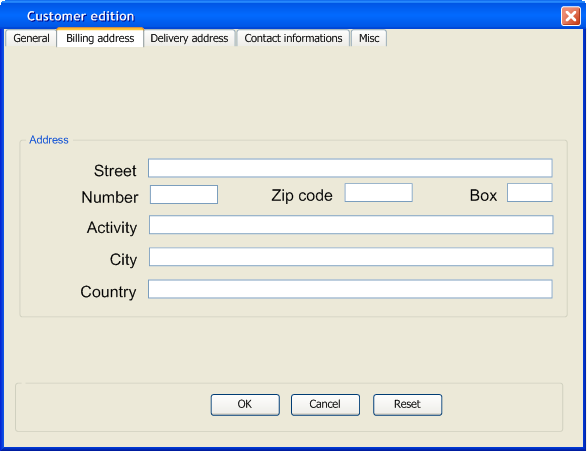 Customer edition
General Billing address Delivery address Contact informations Misc
Address
Street
Number Zip code Box
Activity
City
Country
OK Cancel Reset